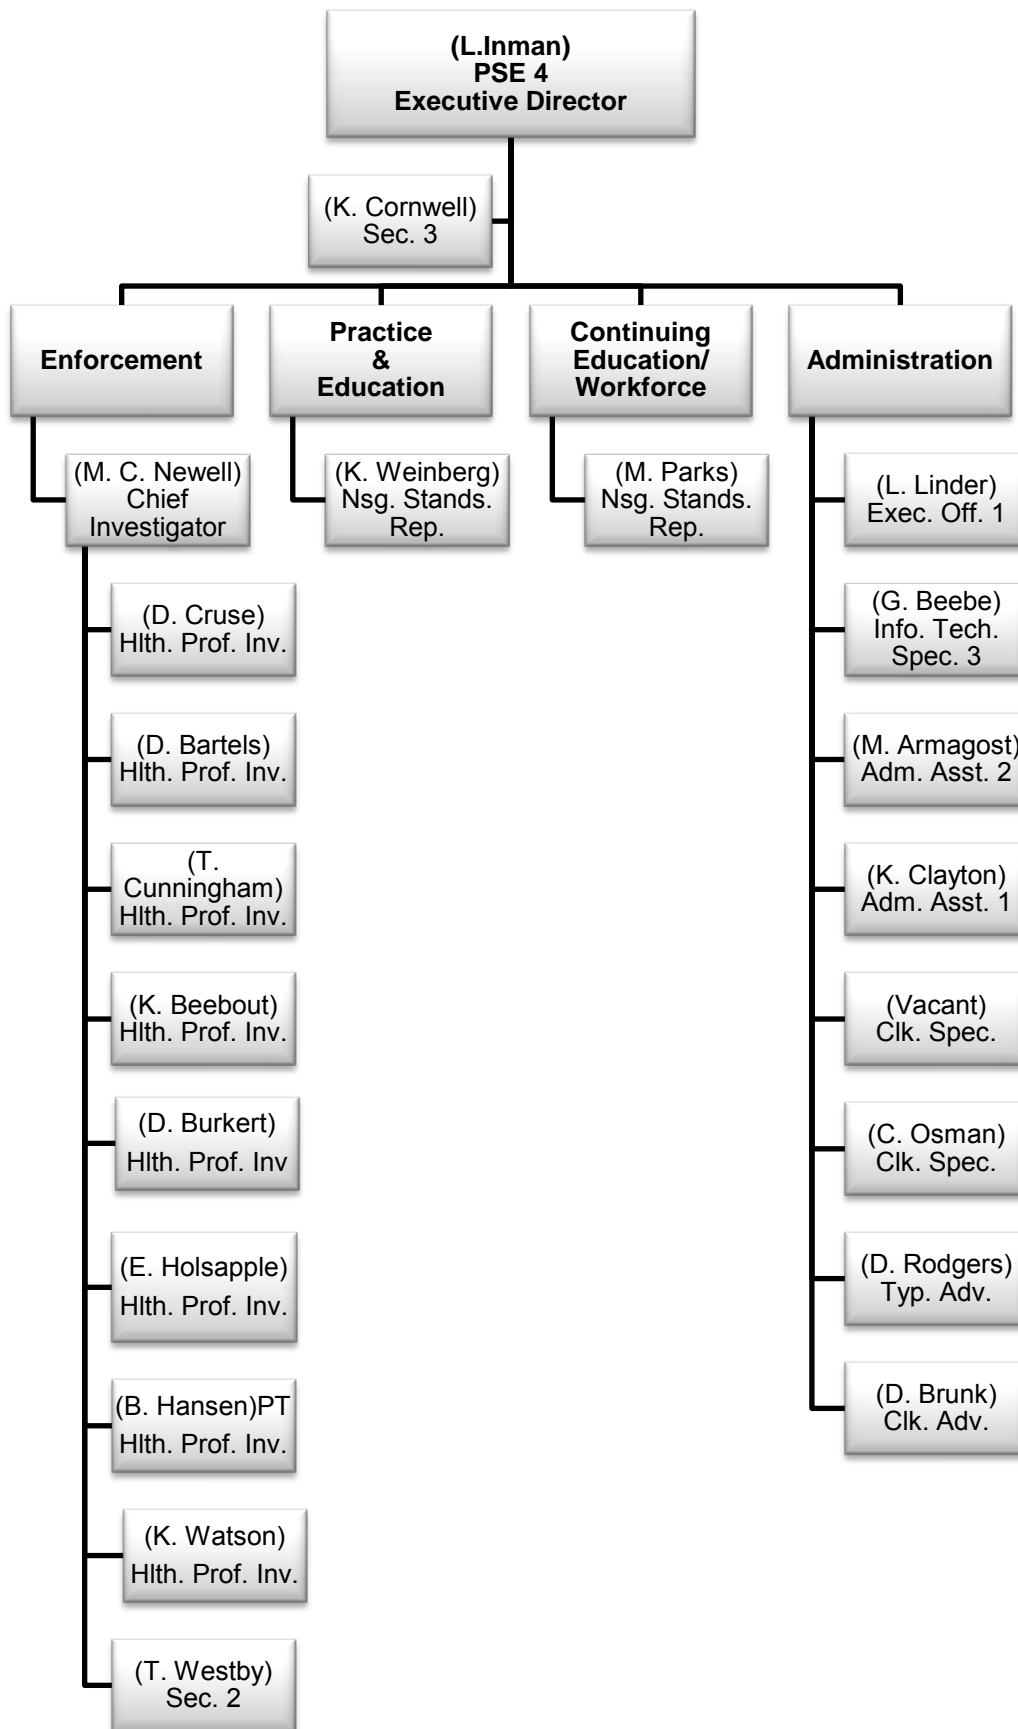 (L.Inman)
PSE 4
Executive Director
(K. Cornwell)
Sec. 3
Enforcement
Practice
&
Education
Continuing
Education/
Workforce
Administration
(M. C. Newell)
Chief
Investigator
(K. Weinberg)
Nsg. Stands.
Rep.
(M. Parks)
Nsg. Stands.
Rep.
(L. Linder)
Exec. Off. 1
(D. Cruse)
Hlth. Prof. Inv.
(G. Beebe)
Info. Tech.
Spec. 3
(D. Bartels)
Hlth. Prof. Inv.
(M. Armagost)
Adm. Asst. 2
(T.
Cunningham)
Hlth. Prof. Inv.
(K. Clayton)
Adm. Asst. 1
(K. Beebout)
Hlth. Prof. Inv.
(Vacant)
Clk. Spec.
(D. Burkert)
Hlth. Prof. Inv
(C. Osman)
Clk. Spec.
(E. Holsapple)
Hlth. Prof. Inv.
(D. Rodgers)
Typ. Adv.
(B. Hansen)PT
Hlth. Prof. Inv.
(D. Brunk)
Clk. Adv.
(K. Watson)
Hlth. Prof. Inv.
(T. Westby)
Sec. 2